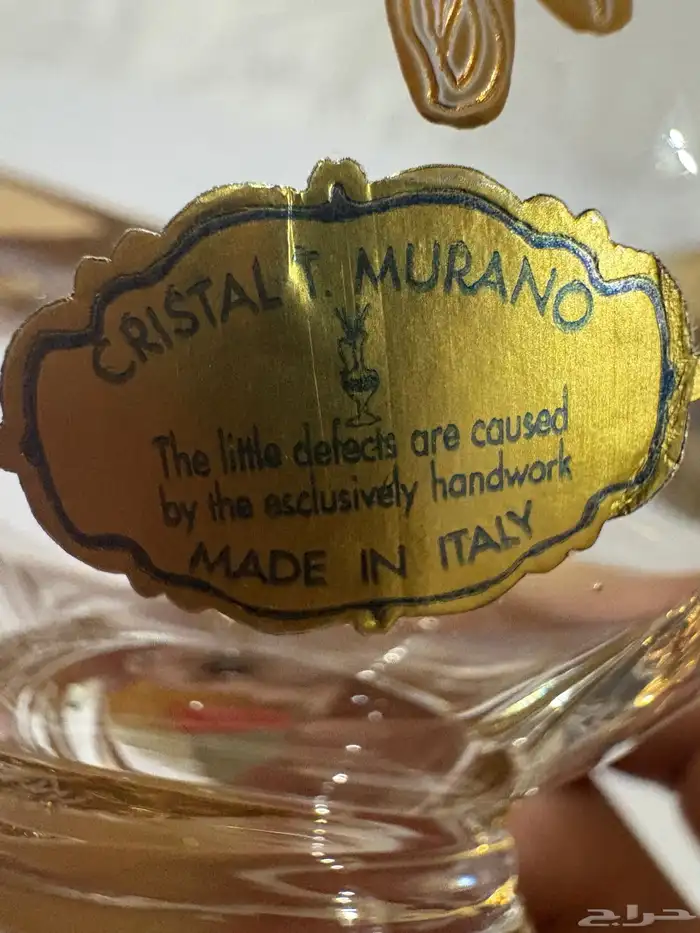 CRISTAL T. MURANO
The little defects are caused
by the esclusively handwork
MADE IN ITALY
حراج